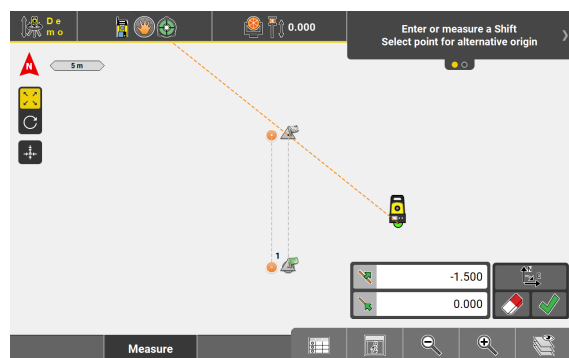 De
mo
0.000
Enter or measure a Shift
Select point for alternative origin
N
5 m
1
-1.500
N
E
0.000
Measure